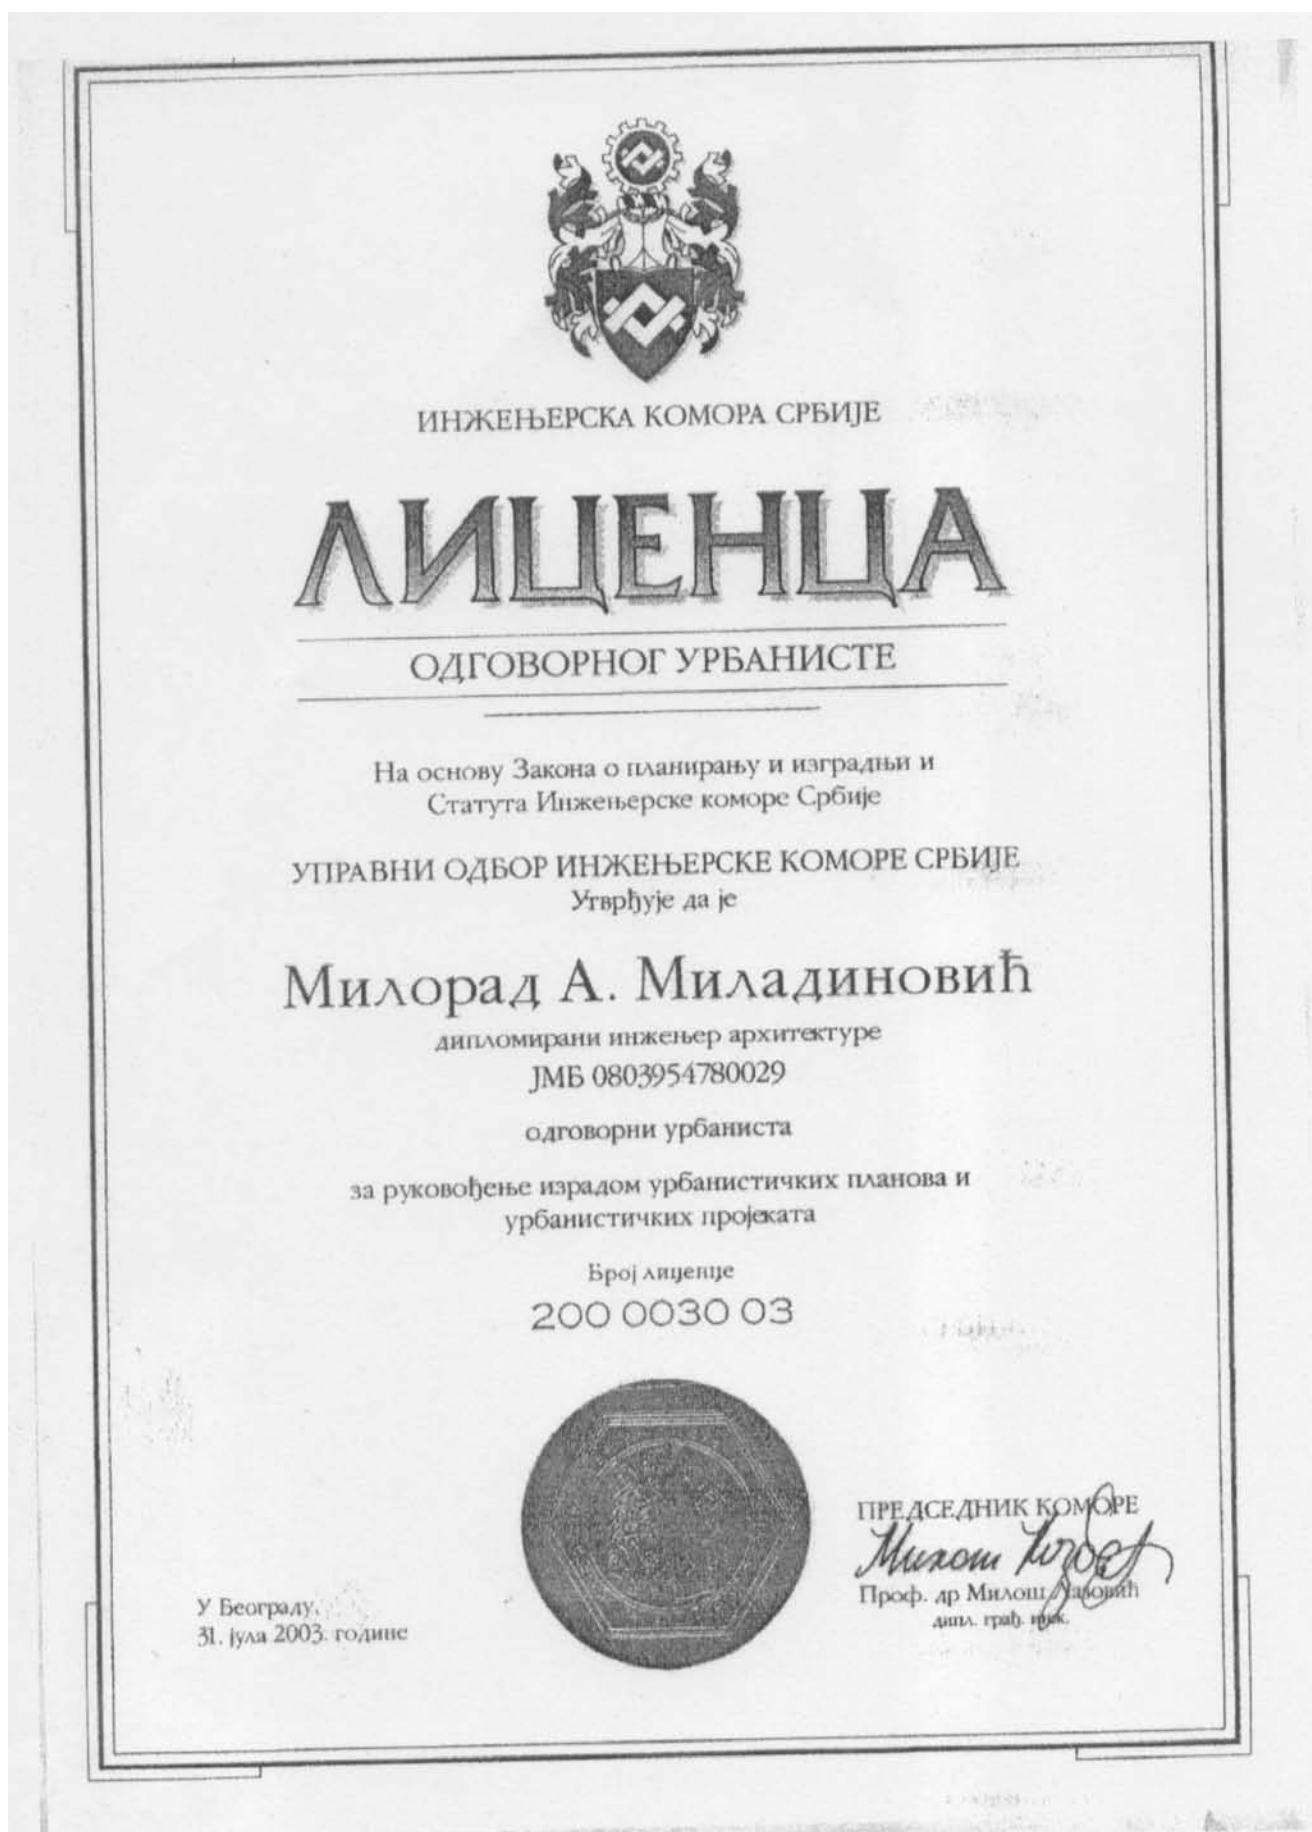 ИНЖЕЊЕРСКА КОМОРА СРБИЈЕ
ЛИЦЕНЦА
ОДГОВОРНОГ УРБАНИСТЕ
На основу Закона о планирању и изградњи и
Статута Инжењерске коморе Србије
УПРАВНИ ОДБОР ИНЖЕЊЕРСКЕ КОМОРЕ СРБИЈЕ
Утврђује да је
Милорад А. Миладиновић
дипломирани инжењер архитектуре
ЈМБ 0803954780029
одговорни урбаниста
за руковођење израдом урбанистичких планова и
урбанистичких пројеката
Број лиценце
200 0030 03
У Београду,
31. јула 2003. године
ПРЕДСЕДНИК КОМОРЕ
Проф. др Милош Лазовић
дипл. грађ. инж.